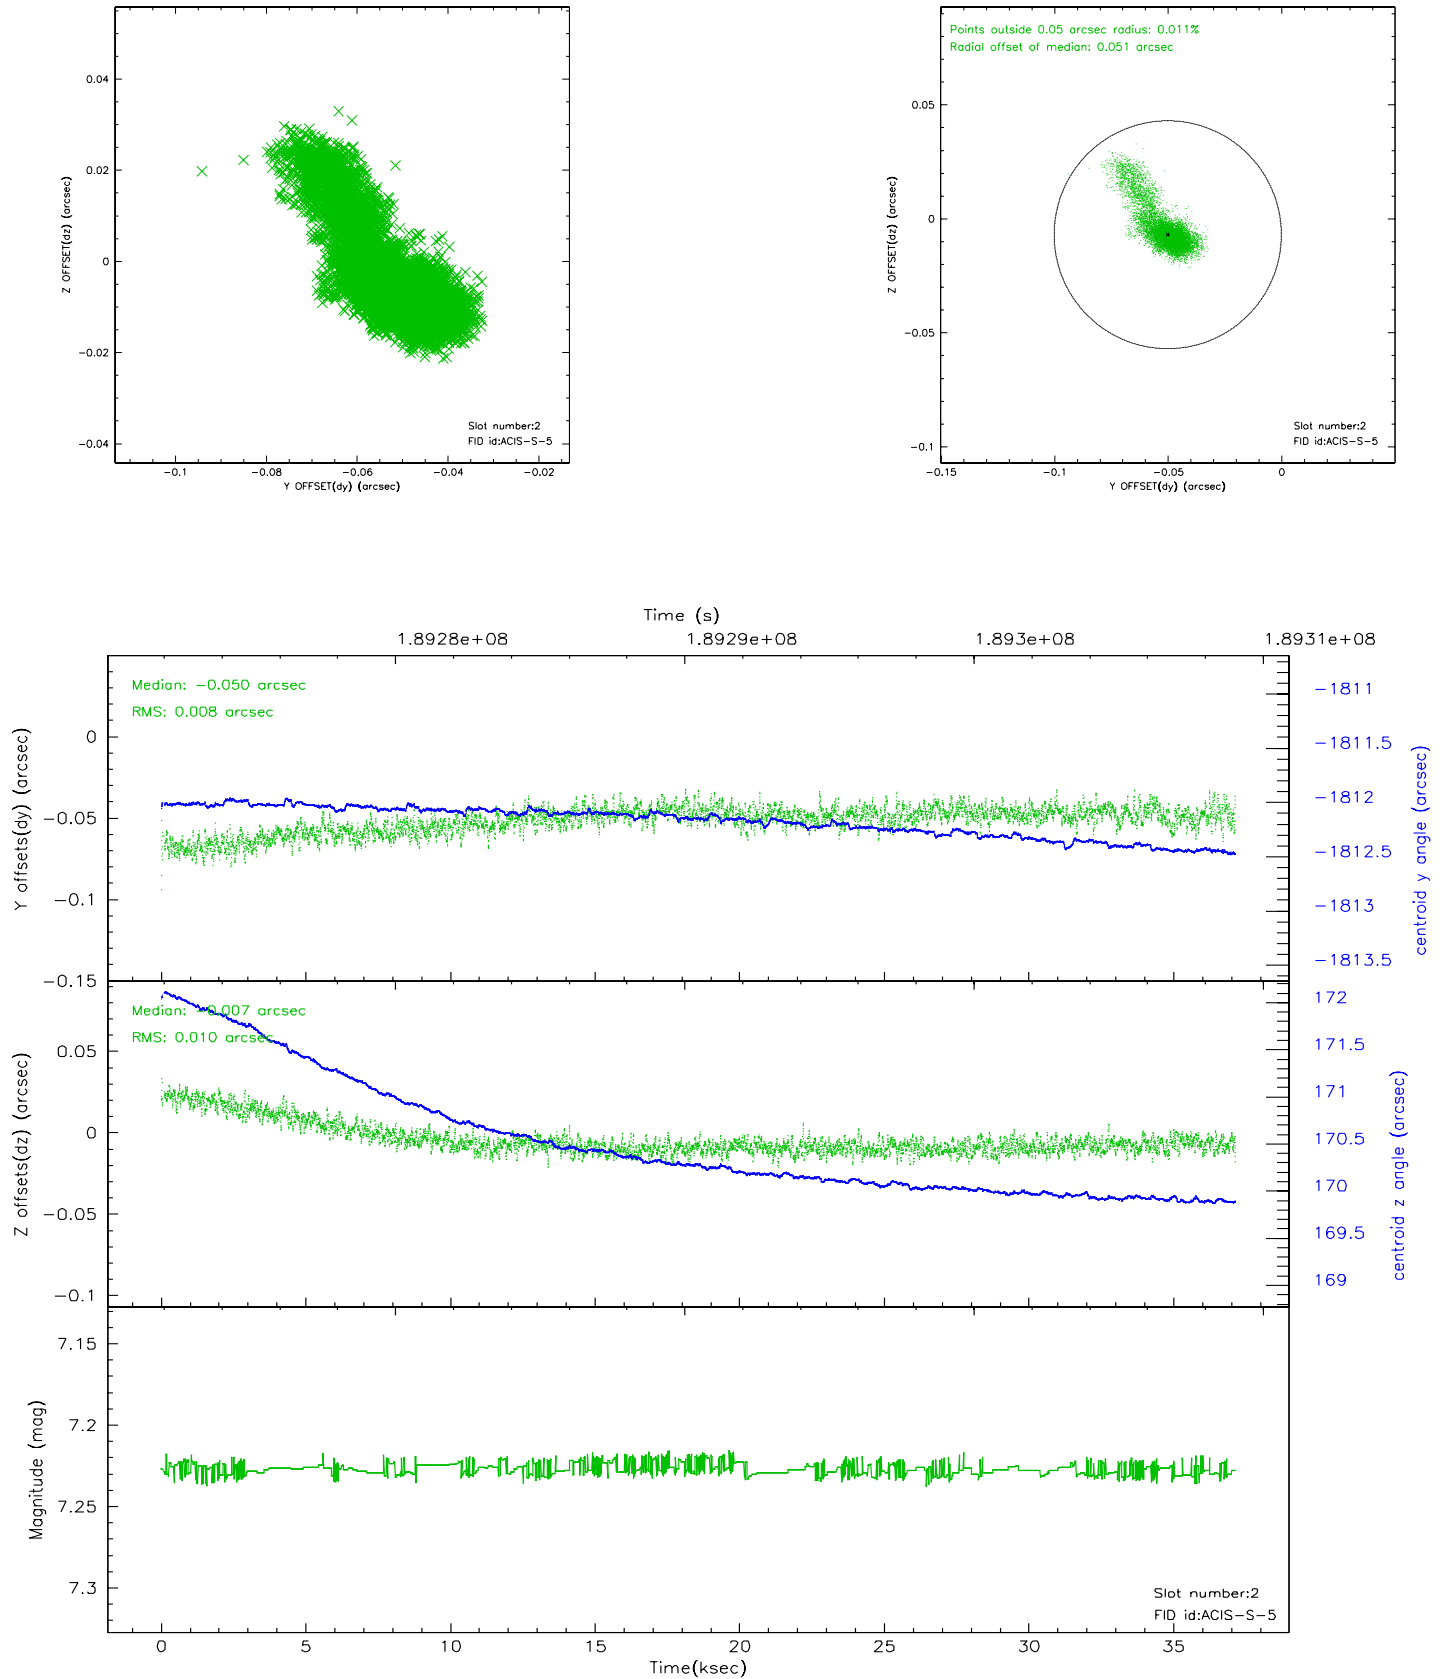 0.04
0.02
0
−0.02
−0.04
Z OFFSET(dz) (arcsec)
Slot number:2
FID id:ACIS−S−5
−0.1
−0.08
−0.06
−0.04
−0.02
Y OFFSET(dy) (arcsec)
Points outside 0.05 arcsec radius: 0.011%
Radial offset of median: 0.051 arcsec
0.05
0
−0.05
−0.1
Z OFFSET(dz) (arcsec)
Slot number:2
FID id:ACIS−S−5
−0.15
−0.1
−0.05
0
Y OFFSET(dy) (arcsec)
Time (s)
1.8928e+08
1.8929e+08
1.893e+08
1.8931e+08
Median: −0.050 arcsec
RMS: 0.008 arcsec
0
−0.05
−0.1
−0.15
Y offsets(dy) (arcsec)
−1811
−1811.5
−1812
−1812.5
−1813
−1813.5
centroid y angle (arcsec)
Median: −0.007 arcsec
RMS: 0.010 arcsec
0.05
0
−0.05
−0.1
Z offsets(dz) (arcsec)
172
171.5
171
170.5
170
169.5
169
centroid z angle (arcsec)
7.15
7.2
7.25
7.3
Magnitude (mag)
Slot number:2
FID id:ACIS−S−5
0
5
10
15
20
25
30
35
Time(ksec)